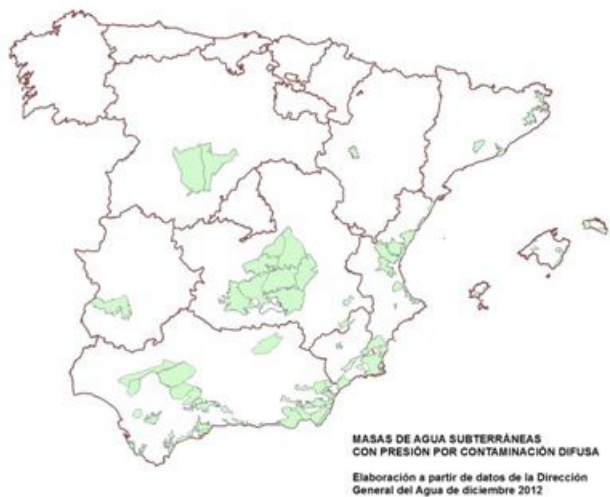 MASAS DE AGUA SUBTERRÁNEAS
CON PRESIÓN POR CONTAMINACIÓN DIFUSA
Elaboración a partir de datos de la Dirección
General del Agua de diciembre 2012